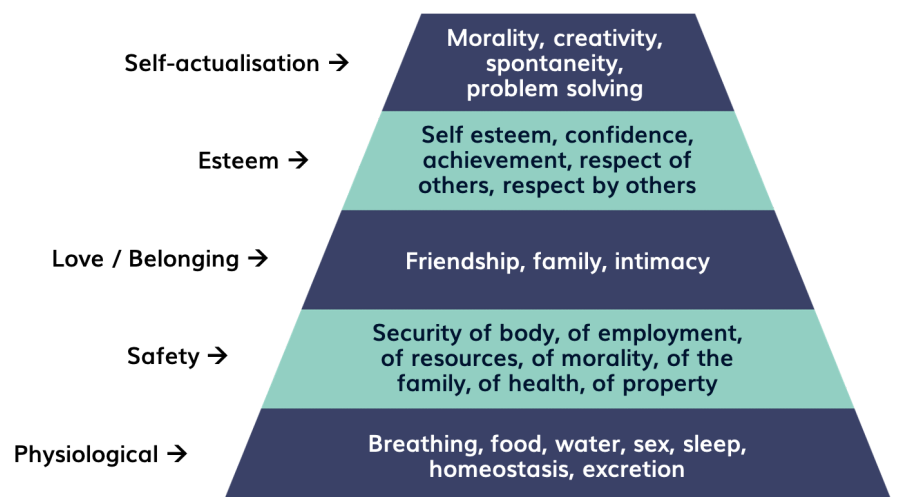 Self-actualisation →
Morality, creativity,
spontaneity,
problem solving
Esteem →
Self esteem, confidence,
achievement, respect of
others, respect by others
Love / Belonging →
Friendship, family, intimacy
Safety →
Security of body, of employment,
of resources, of morality, of the
family, of health, of property
Physiological →
Breathing, food, water, sex, sleep,
homeostasis, excretion